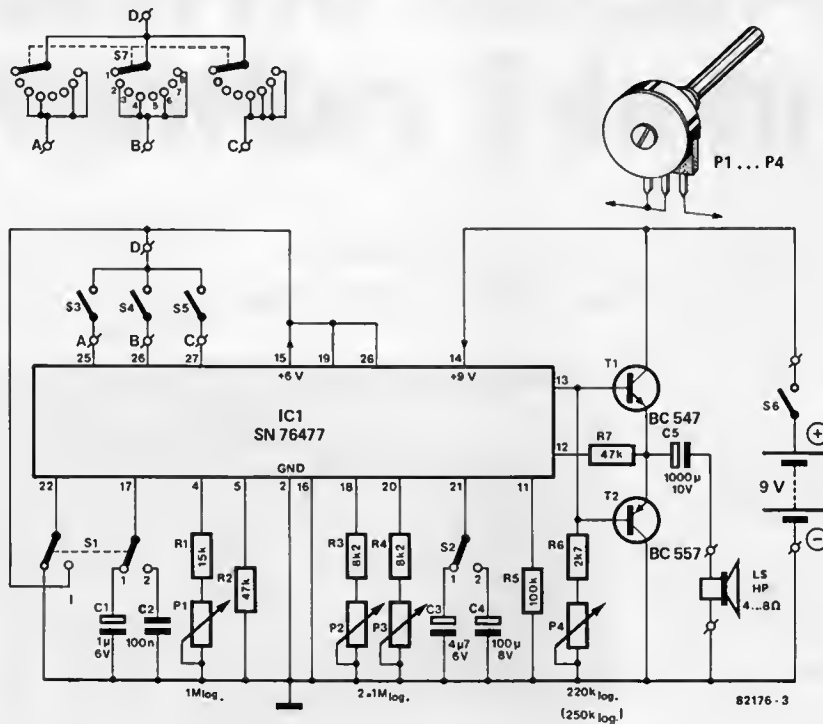 D
S7
1
2
3
4
5
6
7
8
A
B
C
P1 ... P4
D
S3
S4
S5
A
B
C
25
26
27
15
19
26
14
+6 V
+9 V
IC1
SN 76477
GND
13
12
T1
BC 547
R7
47k
C5
1000µ
10V
T2
BC 557
S6
+
9 V
−
22
17
4
5
2
16
18
20
21
11
S1
1
1
2
C1
1µ
6V
C2
100n
R1
15k
P1
R2
47k
R3
8k2
R4
8k2
P2
P3
S2
1
2
C3
4µ7
6V
C4
100µ
8V
R5
100k
R6
2k7
P4
LS
HP
4...8Ω
1M log.
2=1M log.
220k log.
(250k log.)
82176 - 3